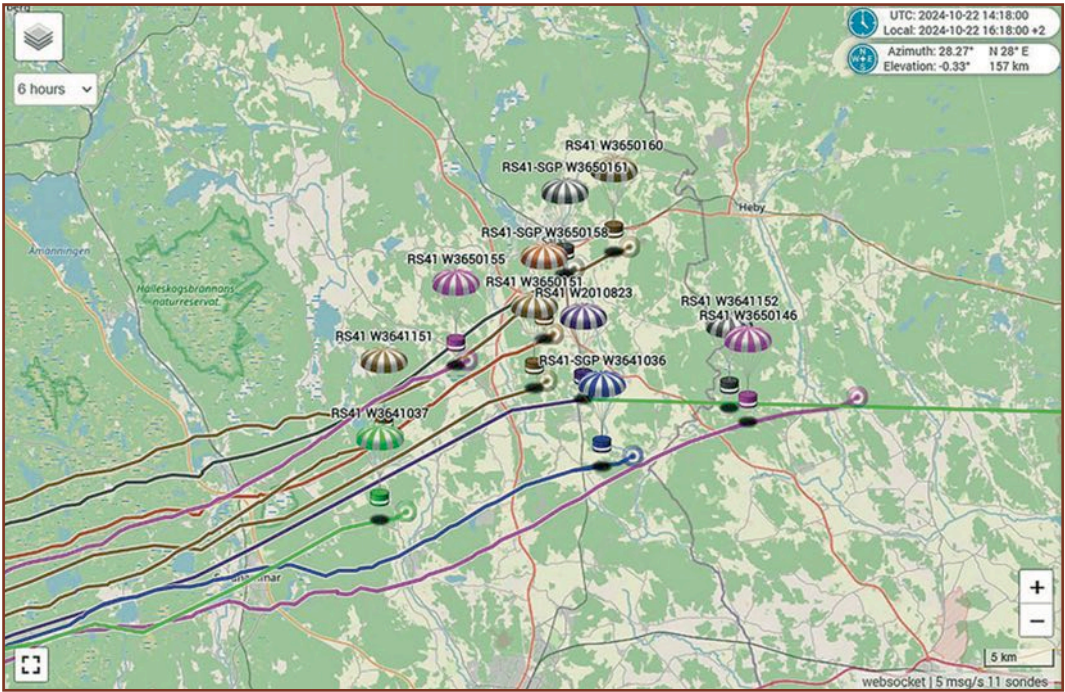 berg
UTC: 2024-10-22 14:18:00
Local: 2024-10-22 16:18:00 +2
Azimuth: 28.27° N 28° E
Elevation: -0.33° 157 km
N
W E
S
6 hours
RS41 W3650160
RS41-SGP W3650161
Heby
RS41-SGP W3650158
Åmänningen
RS41 W3650155
RS41 W3650151
RS41 W2010823
Hälleskogsbrännans
naturreservat
RS41 W3641152
RS41 W3650146
RS41 W3641151
RS41-SGP W3641036
RS41 W3641037
+
−
5 km
websocket | 5 msg/s 11 sondes